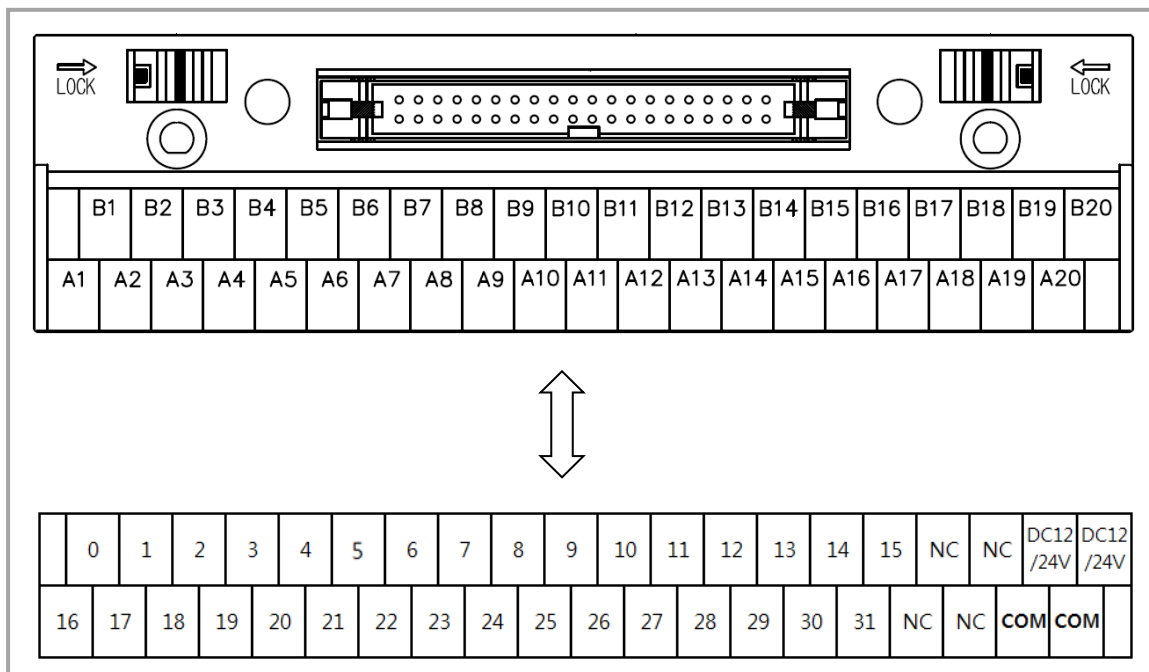 LOCK LOCK
B1 B2 B3 B4 B5 B6 B7 B8 B9 B10 B11 B12 B13 B14 B15 B16 B17 B18 B19 B20
A1 A2 A3 A4 A5 A6 A7 A8 A9 A10 A11 A12 A13 A14 A15 A16 A17 A18 A19 A20
0 1 2 3 4 5 6 7 8 9 10 11 12 13 14 15 NC NC DC12 /24V DC12 /24V
16 17 18 19 20 21 22 23 24 25 26 27 28 29 30 31 NC NC COM COM